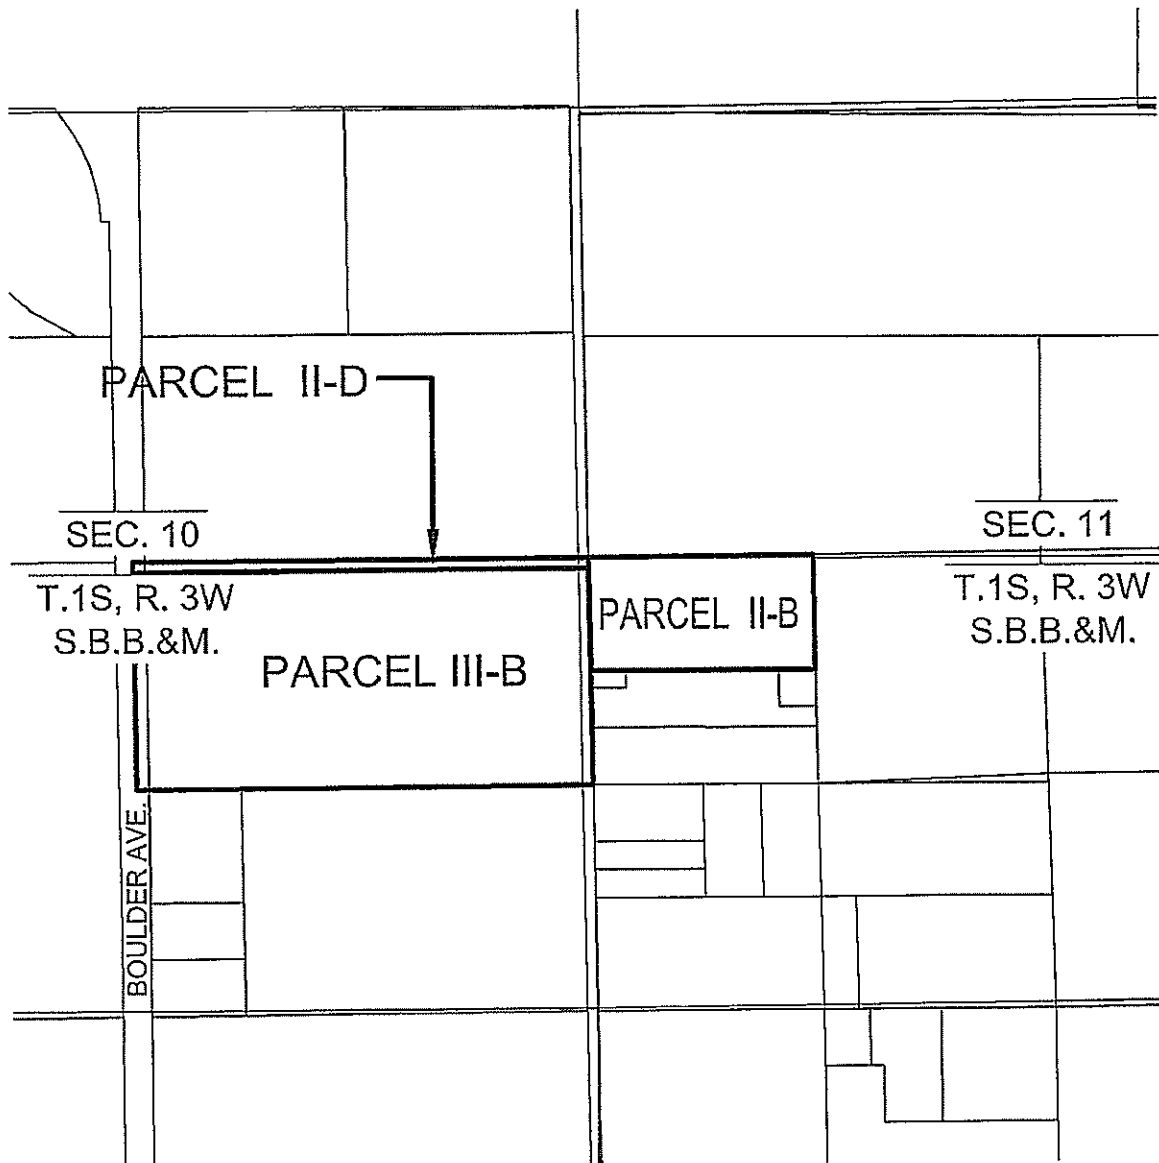 PARCEL II-D
SEC. 10
T.1S, R. 3W
S.B.B.&M.
SEC. 11
T.1S, R. 3W
S.B.B.&M.
PARCEL II-B
PARCEL III-B
BOULDER AVE.